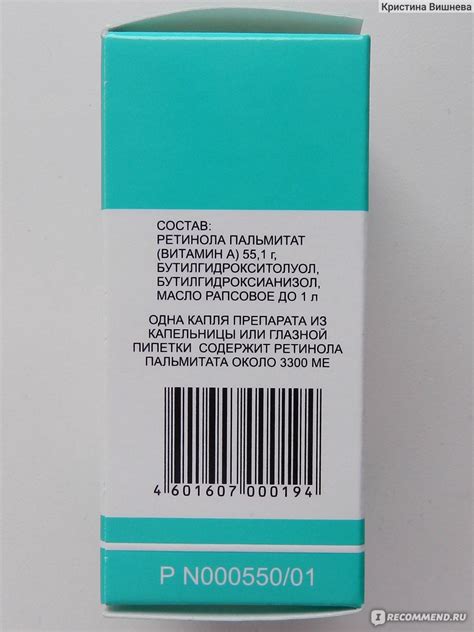 Кристина Вишнева
СОСТАВ:
РЕТИНОЛА ПАЛЬМИТАТ
(ВИТАМИН А) 55,1 г,
БУТИЛГИДРОКСИТОЛУОЛ,
БУТИЛГИДРОКСИАНИЗОЛ,
МАСЛО РАПСОВОЕ ДО 1 л
ОДНА КАПЛЯ ПРЕПАРАТА ИЗ
КАПЕЛЬНИЦЫ ИЛИ ГЛАЗНОЙ
ПИПЕТКИ СОДЕРЖИТ РЕТИНОЛА
ПАЛЬМИТАТА ОКОЛО 3300 МЕ
4 601607 000194
Р N000550/01
I RECOMMEND.RU